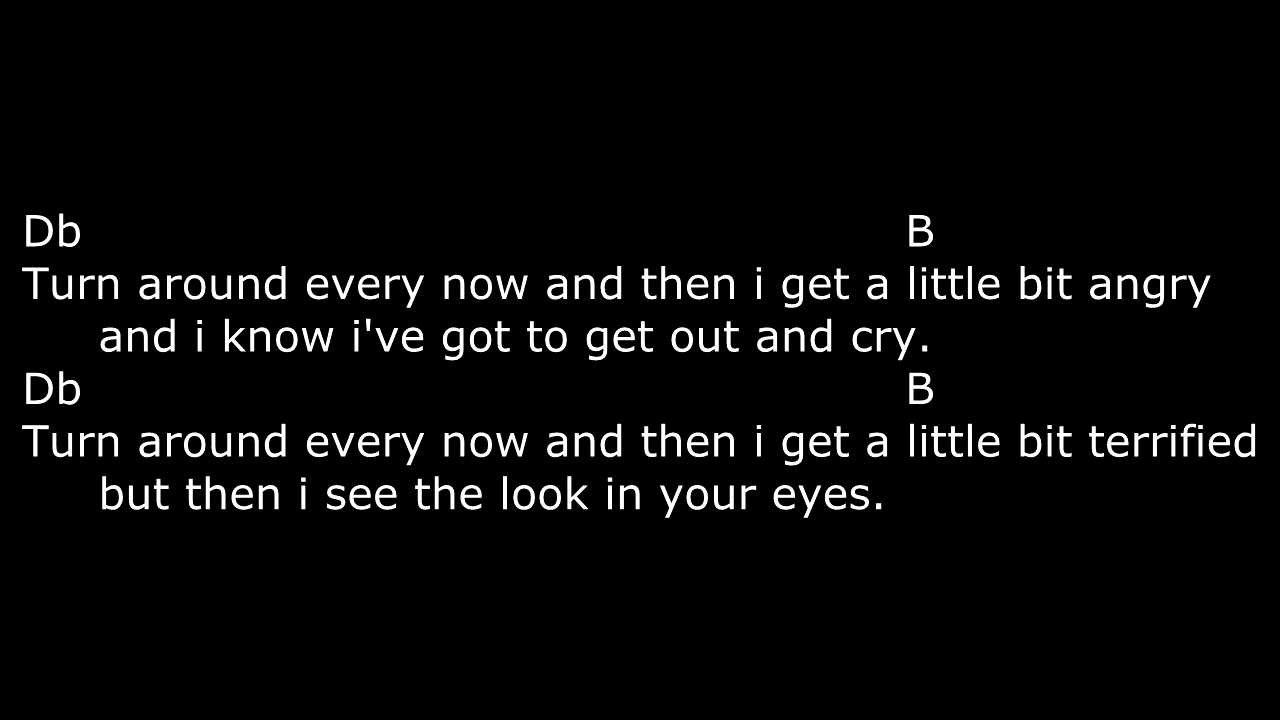 Db B
Turn around every now and then i get a little bit angry
and i know i've got to get out and cry.
Db B
Turn around every now and then i get a little bit terrified
but then i see the look in your eyes.